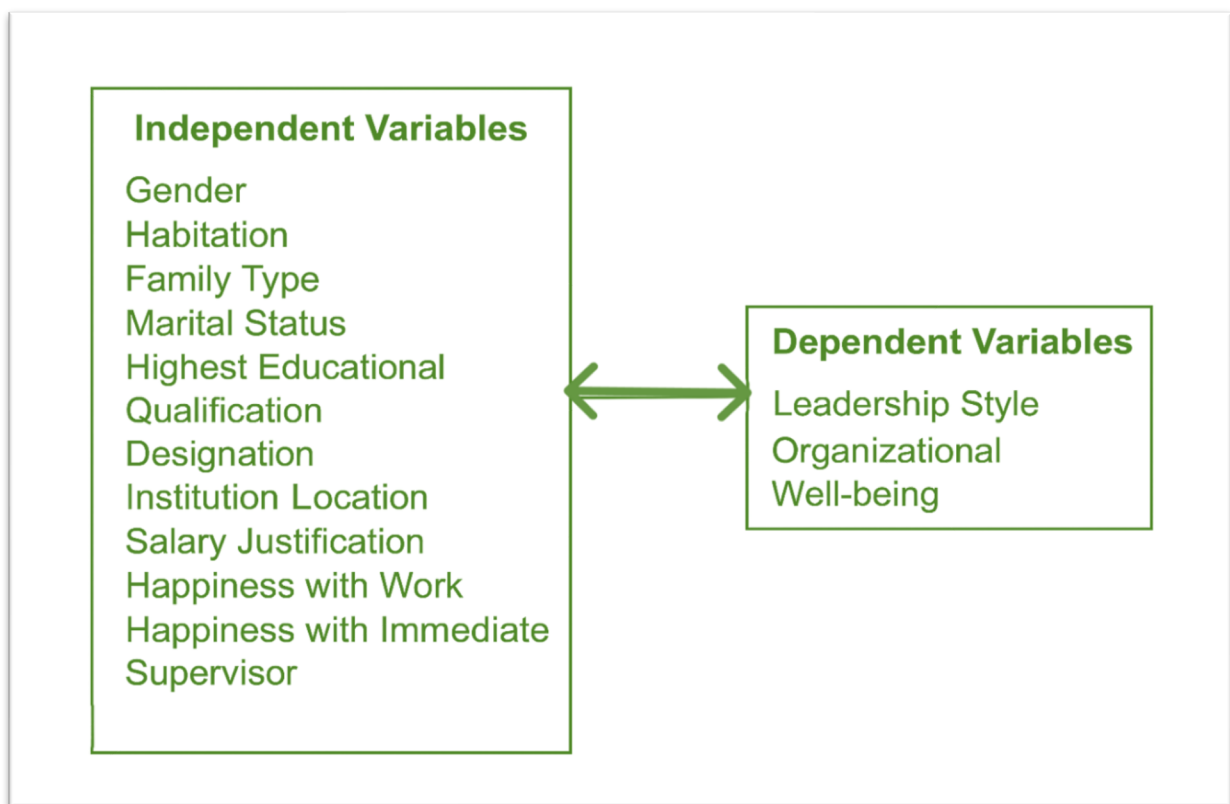 Independent Variables
Gender
Habitation
Family Type
Marital Status
Highest Educational
Qualification
Designation
Institution Location
Salary Justification
Happiness with Work
Happiness with Immediate
Supervisor
Dependent Variables
Leadership Style
Organizational
Well-being